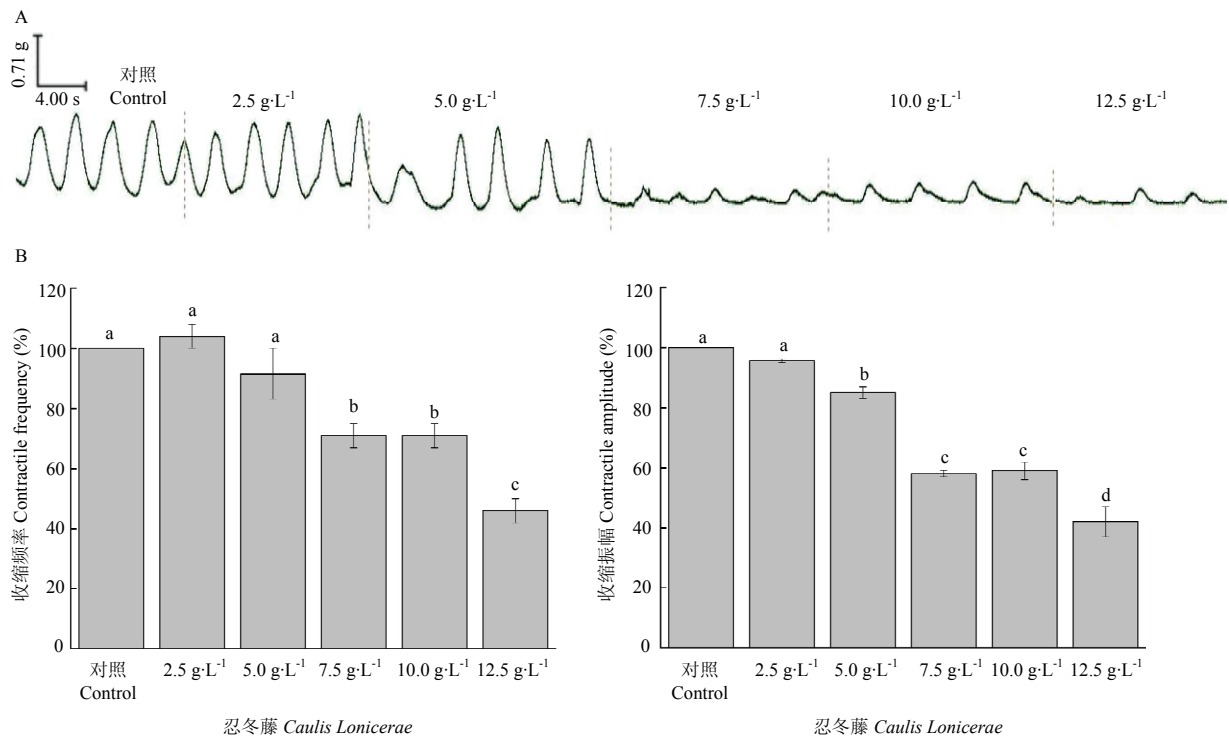 A
0.71 g
4.00 s
对照
Control
2.5 g·L⁻¹
5.0 g·L⁻¹
7.5 g·L⁻¹
10.0 g·L⁻¹
12.5 g·L⁻¹
B
收缩频率 Contractile frequency (%)
120
100
80
60
40
20
0
a
a
a
b
b
c
对照
Control
2.5 g·L⁻¹
5.0 g·L⁻¹
7.5 g·L⁻¹
10.0 g·L⁻¹
12.5 g·L⁻¹
忍冬藤 Caulis Lonicerae
收缩振幅 Contractile amplitude (%)
120
100
80
60
40
20
0
a
a
b
c
c
d
对照
Control
2.5 g·L⁻¹
5.0 g·L⁻¹
7.5 g·L⁻¹
10.0 g·L⁻¹
12.5 g·L⁻¹
忍冬藤 Caulis Lonicerae